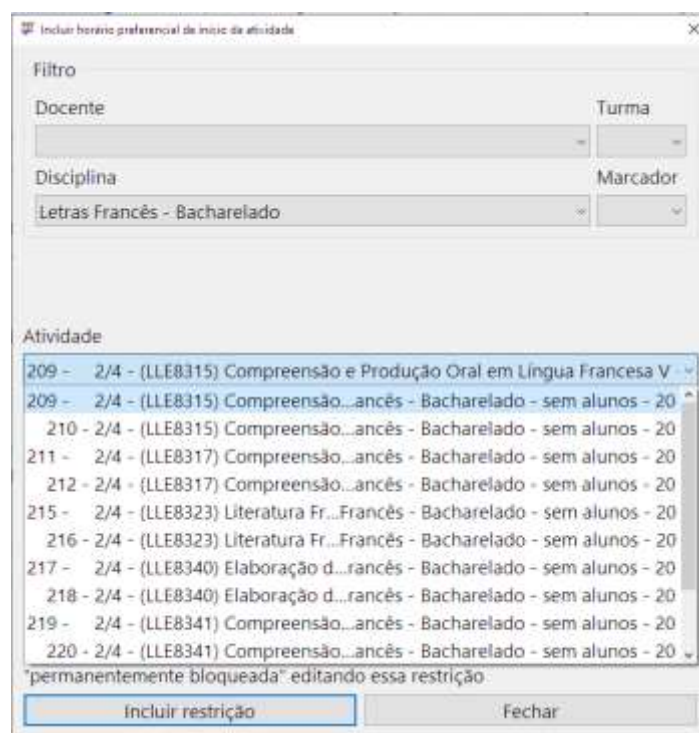 Incluir horário preferencial de início da atividade
Filtro
Docente
Turma
Disciplina
Marcador
Letras Francês - Bacharelado
Atividade
209 - 2/4 - (LLE8315) Compreensão e Produção Oral em Língua Francesa V
209 - 2/4 - (LLE8315) Compreensão...ancês - Bacharelado - sem alunos - 20
210 - 2/4 - (LLE8315) Compreensão...ancês - Bacharelado - sem alunos - 20
211 - 2/4 - (LLE8317) Compreensão...ancês - Bacharelado - sem alunos - 20
212 - 2/4 - (LLE8317) Compreensão...ancês - Bacharelado - sem alunos - 20
215 - 2/4 - (LLE8323) Literatura Fr...Francês - Bacharelado - sem alunos - 20
216 - 2/4 - (LLE8323) Literatura Fr...Francês - Bacharelado - sem alunos - 20
217 - 2/4 - (LLE8340) Elaboração d...rancês - Bacharelado - sem alunos - 20
218 - 2/4 - (LLE8340) Elaboração d...rancês - Bacharelado - sem alunos - 20
219 - 2/4 - (LLE8341) Compreensão...ancês - Bacharelado - sem alunos - 20
220 - 2/4 - (LLE8341) Compreensão...ancês - Bacharelado - sem alunos - 20
"permanentemente bloqueada" editando essa restrição
Incluir restrição
Fechar